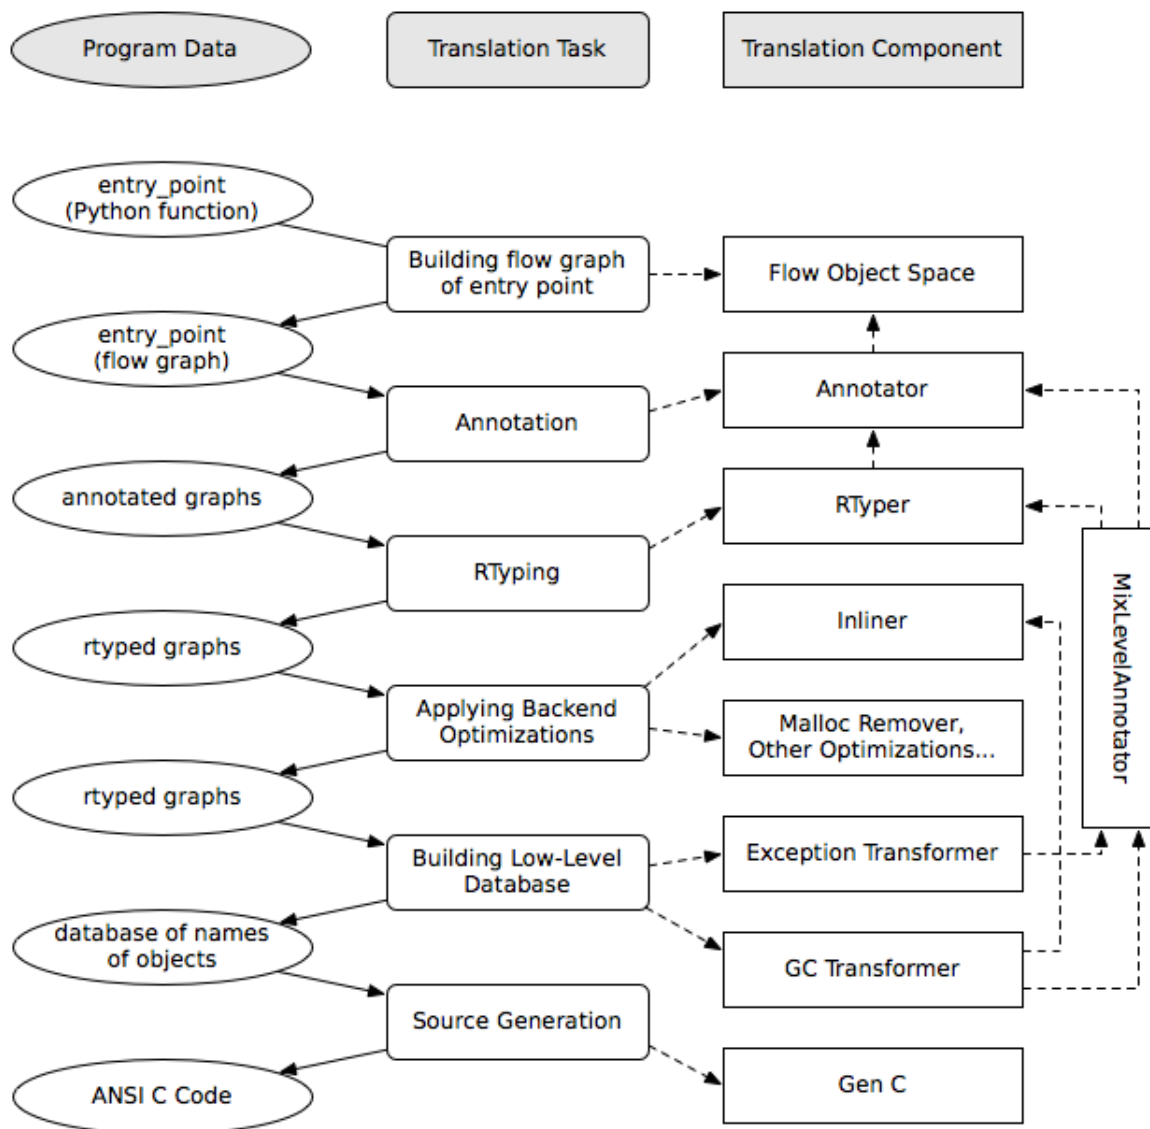 Program Data
Translation Task
Translation Component
entry_point
(Python function)
Building flow graph
of entry point
Flow Object Space
entry_point
(flow graph)
Annotator
Annotation
annotated graphs
RTyper
RTyping
MixLevelAnnotator
Inliner
rtyped graphs
Applying Backend
Optimizations
Malloc Remover,
Other Optimizations...
rtyped graphs
Building Low-Level
Database
Exception Transformer
database of names
of objects
GC Transformer
Source Generation
Gen C
ANSI C Code